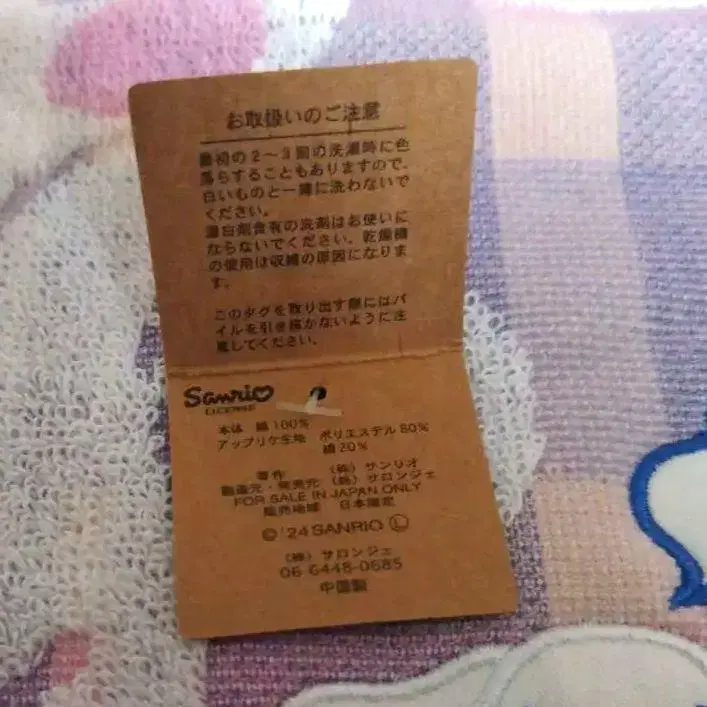 お取扱いのご注意
最初の2〜3回の洗濯時に色
落ちすることもありますので、
白いものと一緒に洗わないで
ください。
漂白剤含有の洗剤はお使いに
ならないでください。乾燥機
の使用は収縮の原因になりま
す。
このタグを取り出す際にはパ
イルを引き抜かないように注
意してください。
Sanrio
LICENSE
本体 綿100%
アップリケ生地 ポリエステル80%
綿20%
著作 (株)サンリオ
製造元・発売元 (株)サロンジェ
FOR SALE IN JAPAN ONLY
販売地域 日本限定
©'24 SANRIO Ⓛ
(株)サロンジェ
06 6448-0685
中国製